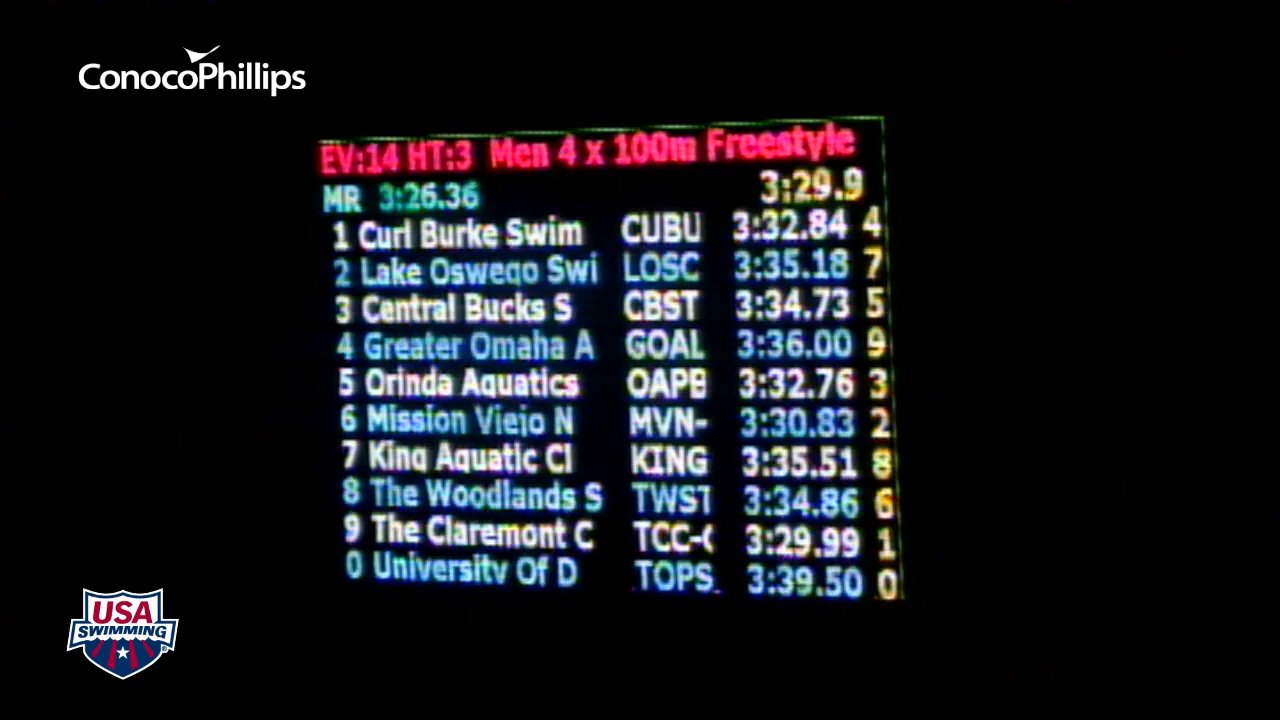 ConocoPhillips
EV:14 HT:3 Men 4 x 100m Freestyle
MR 3:26.36 3:29.9
1 Curl Burke Swim CUBU 3:32.84 4
2 Lake Oswego Swi LOSC 3:35.18 7
3 Central Bucks S CBST 3:34.73 5
4 Greater Omaha A GOAL 3:36.00 9
5 Orinda Aquatics OAPB 3:32.76 3
6 Mission Viejo N MVN- 3:30.83 2
7 King Aquatic Cl KING 3:35.51 8
8 The Woodlands S TWST 3:34.86 6
9 The Claremont C TCC-C 3:29.99 1
0 University Of D TOPS 3:39.50 0
USA
SWIMMING